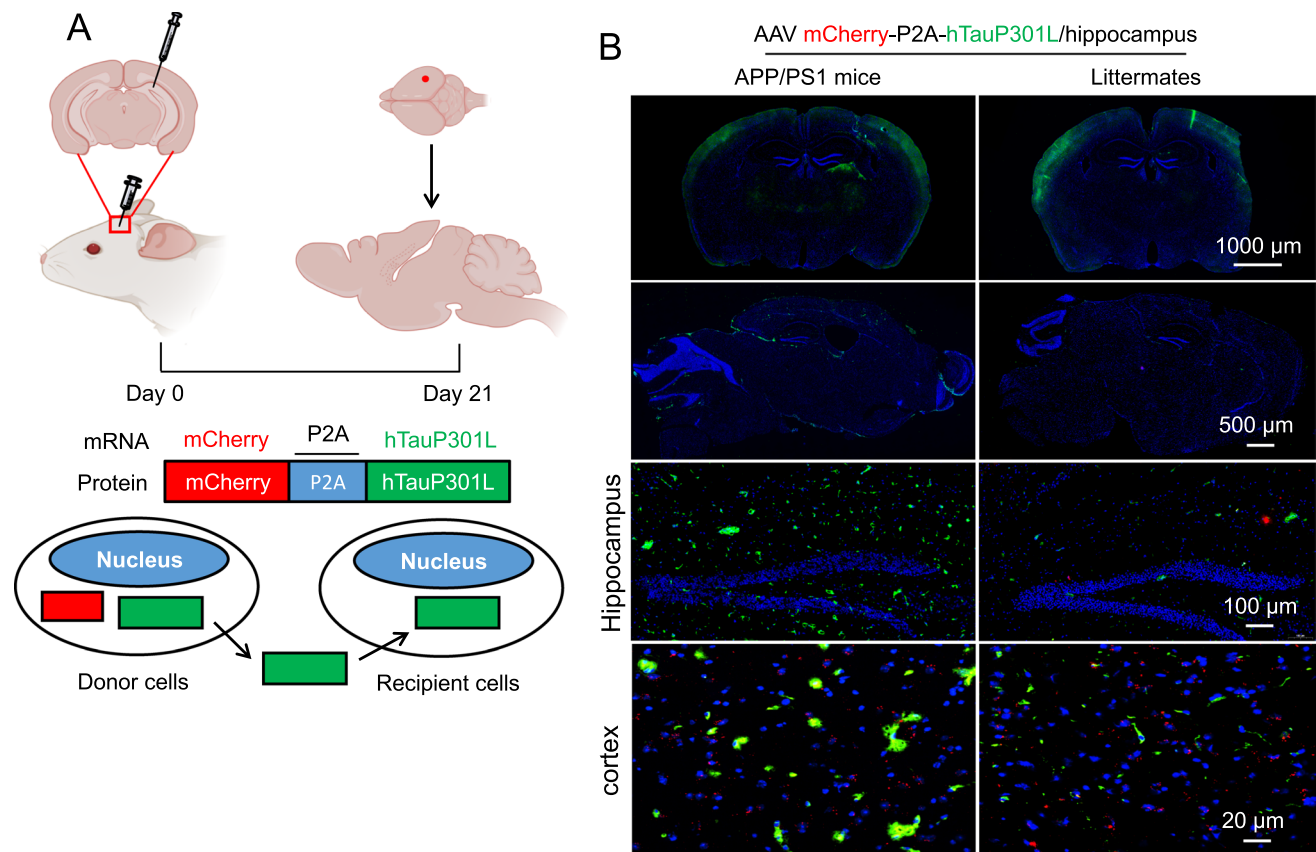 A
Day 0
Day 21
mRNA mCherry P2A hTauP301L
Protein mCherry P2A hTauP301L
Nucleus
Nucleus
Donor cells
Recipient cells
B
AAV mCherry-P2A-hTauP301L/hippocampus
APP/PS1 mice
Littermates
1000 µm
500 µm
Hippocampus
100 µm
cortex
20 µm